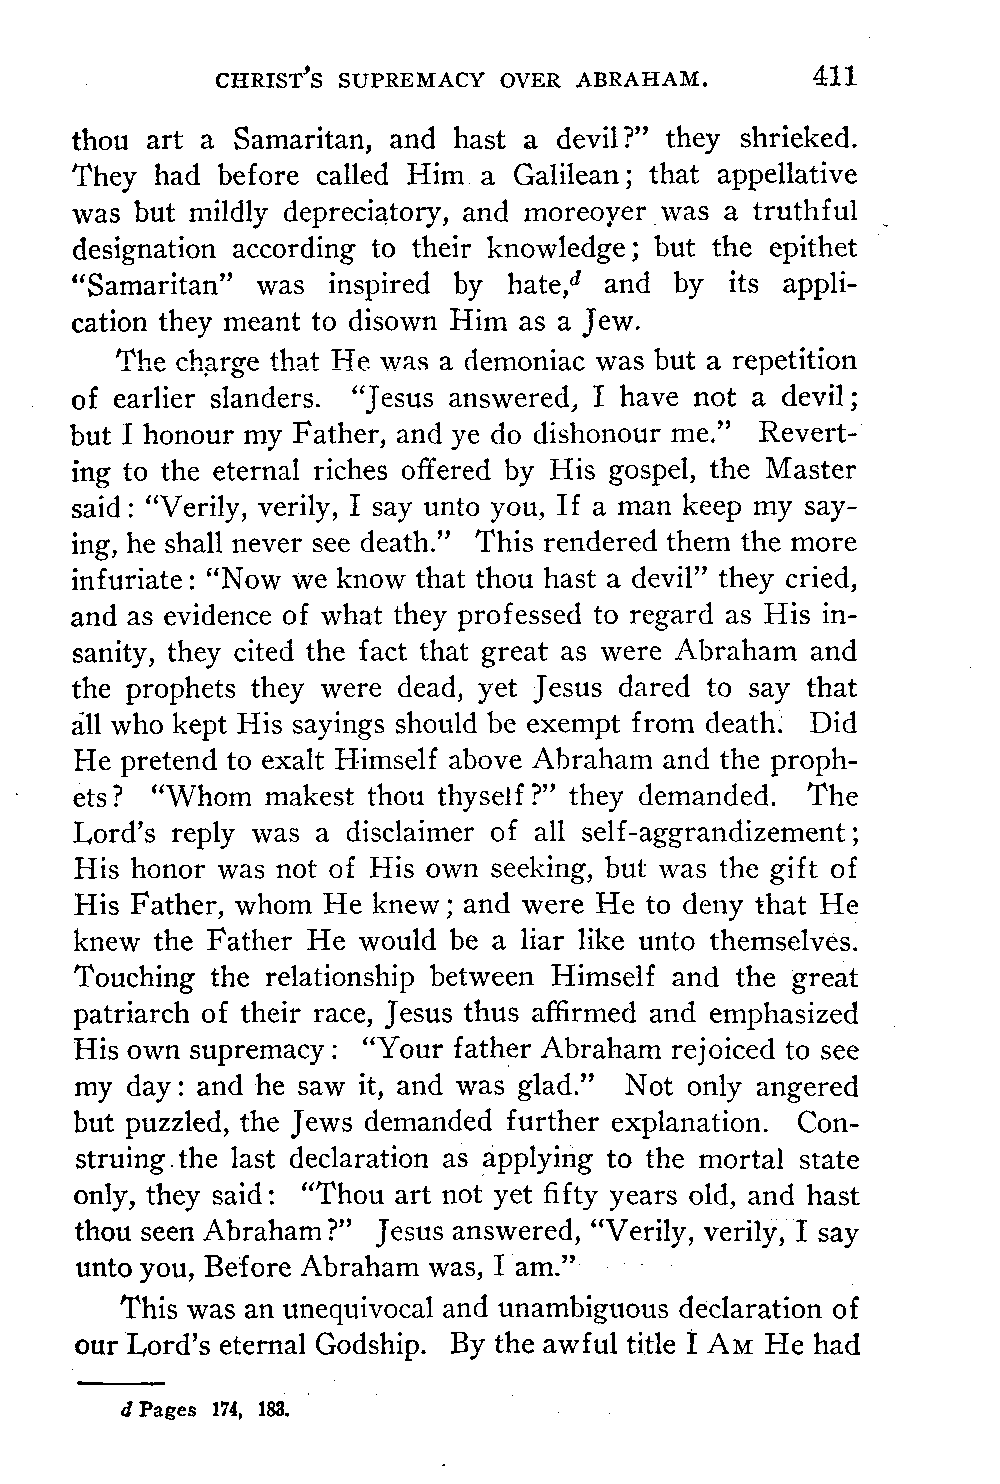 CHRIST'S SUPREMACY OVER ABRAHAM. 411
thou art a Samaritan, and hast a devil?" they shrieked.
They had before called Him a Galilean; that appellative
was but mildly depreciatory, and moreover was a truthful
designation according to their knowledge; but the epithet
"Samaritan" was inspired by hate,d and by its appli-
cation they meant to disown Him as a Jew.
The charge that He was a demoniac was but a repetition
of earlier slanders. "Jesus answered, I have not a devil;
but I honour my Father, and ye do dishonour me." Revert-
ing to the eternal riches offered by His gospel, the Master
said: "Verily, verily, I say unto you, If a man keep my say-
ing, he shall never see death." This rendered them the more
infuriate: "Now we know that thou hast a devil" they cried,
and as evidence of what they professed to regard as His in-
sanity, they cited the fact that great as were Abraham and
the prophets they were dead, yet Jesus dared to say that
all who kept His sayings should be exempt from death. Did
He pretend to exalt Himself above Abraham and the proph-
ets? "Whom makest thou thyself?" they demanded. The
Lord's reply was a disclaimer of all self-aggrandizement;
His honor was not of His own seeking, but was the gift of
His Father, whom He knew; and were He to deny that He
knew the Father He would be a liar like unto themselves.
Touching the relationship between Himself and the great
patriarch of their race, Jesus thus affirmed and emphasized
His own supremacy: "Your father Abraham rejoiced to see
my day: and he saw it, and was glad." Not only angered
but puzzled, the Jews demanded further explanation. Con-
struing the last declaration as applying to the mortal state
only, they said: "Thou art not yet fifty years old, and hast
thou seen Abraham?" Jesus answered, "Verily, verily, I say
unto you, Before Abraham was, I am."
This was an unequivocal and unambiguous declaration of
our Lord's eternal Godship. By the awful title I AM He had
d Pages 174, 183.